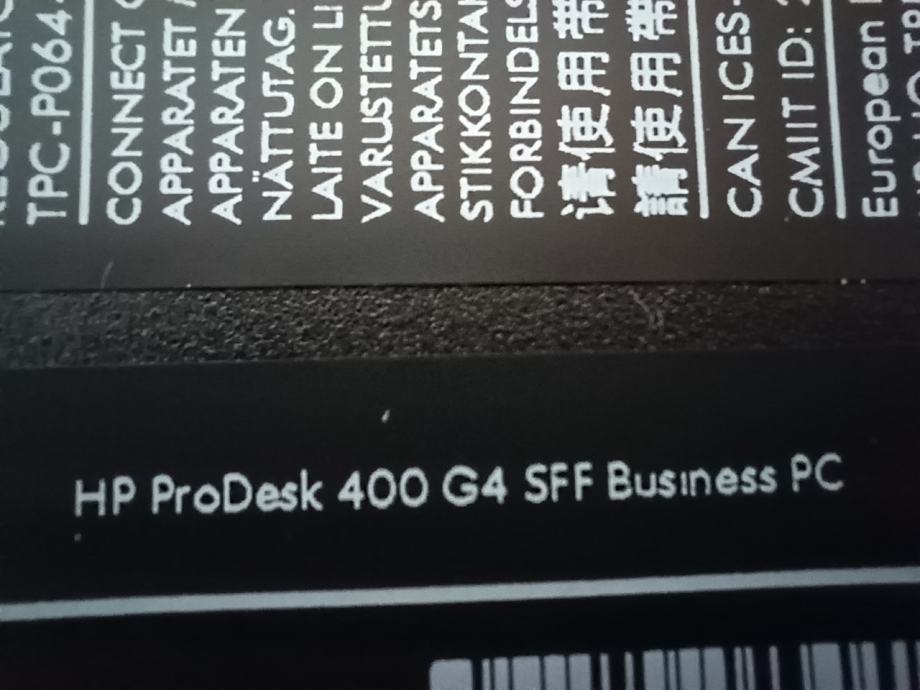 TPC-P064
CONNECT
APPARATET
APPARATEN
NÄTTUTAG.
LAITE ON
VARUSTETTU
APPARATETS
STIKKONTA
FORBINDELS
请使用带
請使用帶
CAN ICES-
CMIIT ID: 2
European
HP ProDesk 400 G4 SFF Business PC